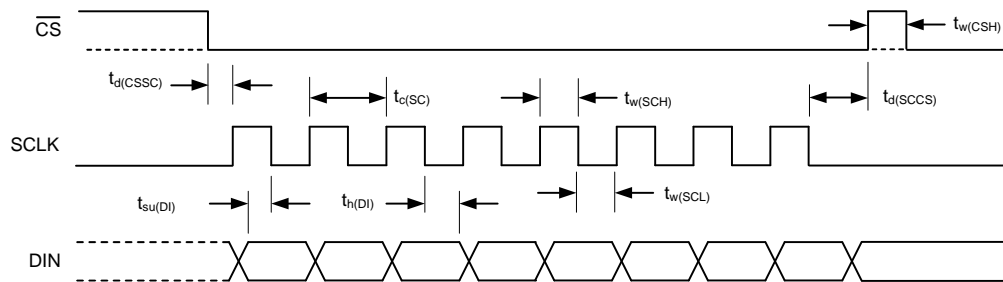 CS
tw(CSH)
td(CSSC)
tc(SC)
tw(SCH)
td(SCCS)
SCLK
tsu(DI)
th(DI)
tw(SCL)
DIN